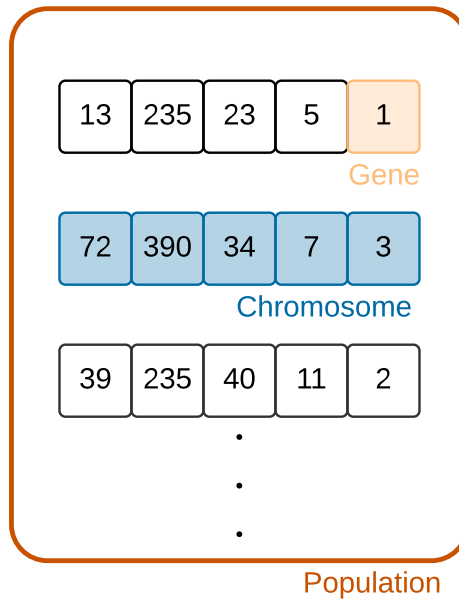 13 235 23 5 1
Gene
72 390 34 7 3
Chromosome
39 235 40 11 2
Population